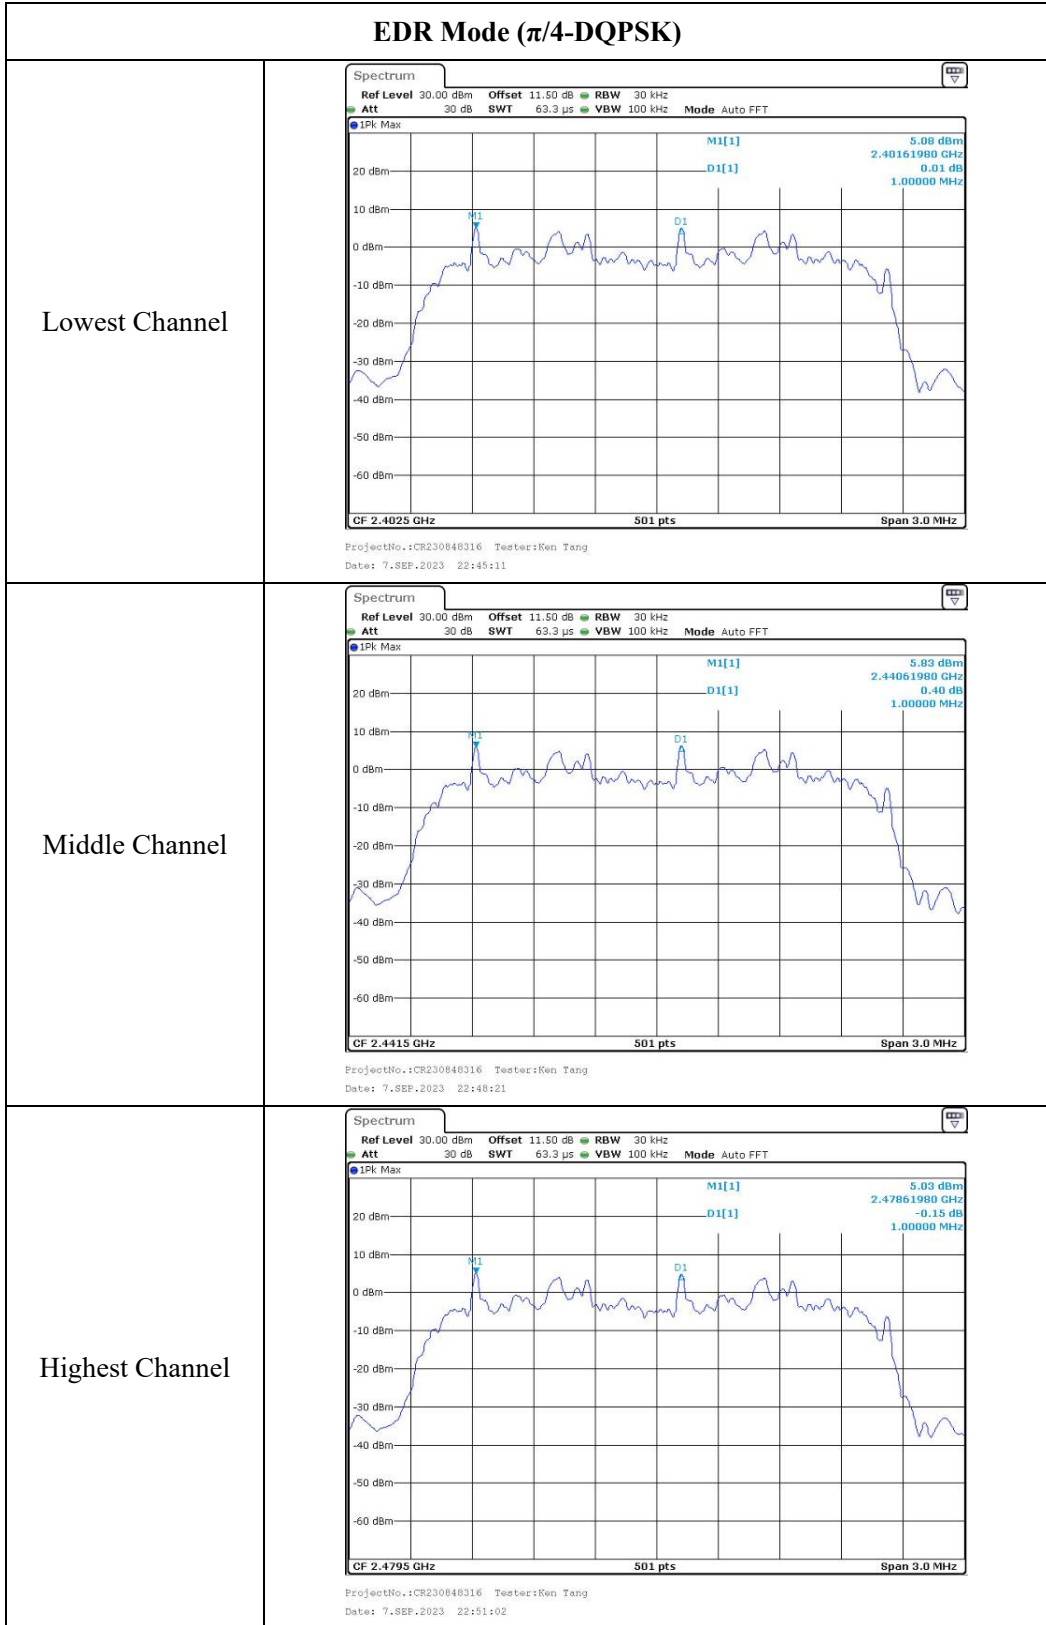 EDR Mode (π/4-DQPSK)
Lowest Channel
Spectrum
Ref Level 30.00 dBm Offset 11.50 dB RBW 30 kHz
Att 30 dB SWT 63.3 µs VBW 100 kHz Mode Auto FFT
1Pk Max
M1[1] 5.08 dBm
2.40161980 GHz
D1[1] 0.01 dB
1.00000 MHz
20 dBm
10 dBm
M1
D1
0 dBm
-10 dBm
-20 dBm
-30 dBm
-40 dBm
-50 dBm
-60 dBm
CF 2.4025 GHz 501 pts Span 3.0 MHz
ProjectNo.:CR230848316 Tester:Ken Tang
Date: 7.SEP.2023 22:45:11
Middle Channel
Spectrum
Ref Level 30.00 dBm Offset 11.50 dB RBW 30 kHz
Att 30 dB SWT 63.3 µs VBW 100 kHz Mode Auto FFT
1Pk Max
M1[1] 5.83 dBm
2.44061980 GHz
D1[1] 0.40 dB
1.00000 MHz
20 dBm
10 dBm
M1
D1
0 dBm
-10 dBm
-20 dBm
-30 dBm
-40 dBm
-50 dBm
-60 dBm
CF 2.4415 GHz 501 pts Span 3.0 MHz
ProjectNo.:CR230848316 Tester:Ken Tang
Date: 7.SEP.2023 22:48:21
Highest Channel
Spectrum
Ref Level 30.00 dBm Offset 11.50 dB RBW 30 kHz
Att 30 dB SWT 63.3 µs VBW 100 kHz Mode Auto FFT
1Pk Max
M1[1] 5.03 dBm
2.47861980 GHz
D1[1] -0.15 dB
1.00000 MHz
20 dBm
10 dBm
M1
D1
0 dBm
-10 dBm
-20 dBm
-30 dBm
-40 dBm
-50 dBm
-60 dBm
CF 2.4795 GHz 501 pts Span 3.0 MHz
ProjectNo.:CR230848316 Tester:Ken Tang
Date: 7.SEP.2023 22:51:02